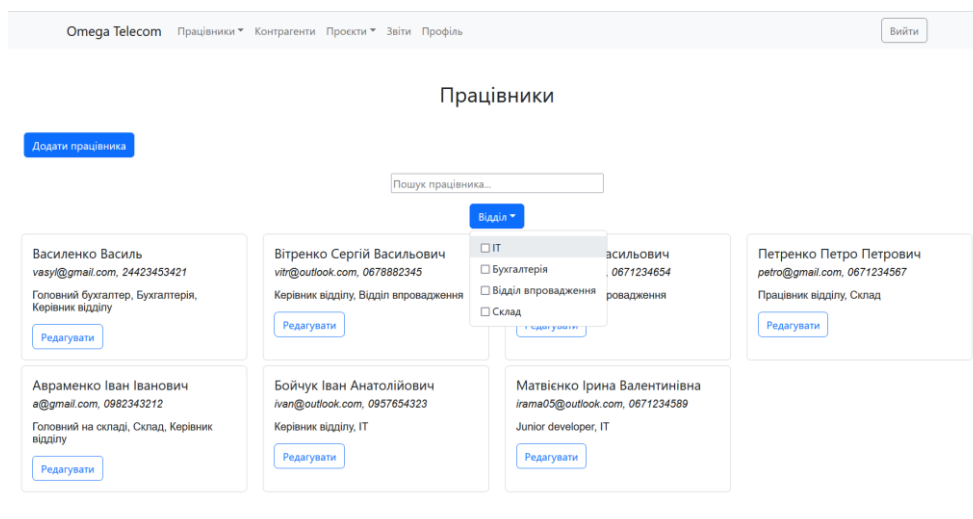 Omega Telecom Працівники Контрагенти Проєкти Звіти Профіль Вийти
Працівники
Додати працівника
Пошук працівника...
Відділ
IT
Бухгалтерія
Відділ впровадження
Склад
Василенко Василь
vasyl@gmail.com, 24423453421
Головний бухгалтер, Бухгалтерія,
Керівник відділу
Редагувати
Вітренко Сергій Васильович
vitr@outlook.com, 0678882345
Керівник відділу, Відділ впровадження
Редагувати
0671234654
Редагувати
Петренко Петро Петрович
petro@gmail.com, 0671234567
Працівник відділу, Склад
Редагувати
Авраменко Іван Іванович
a@gmail.com, 0982343212
Головний на складі, Склад, Керівник
відділу
Редагувати
Бойчук Іван Анатолійович
ivan@outlook.com, 0957654323
Керівник відділу, IT
Редагувати
Матвієнко Ірина Валентинівна
irama05@outlook.com, 0671234589
Junior developer, IT
Редагувати